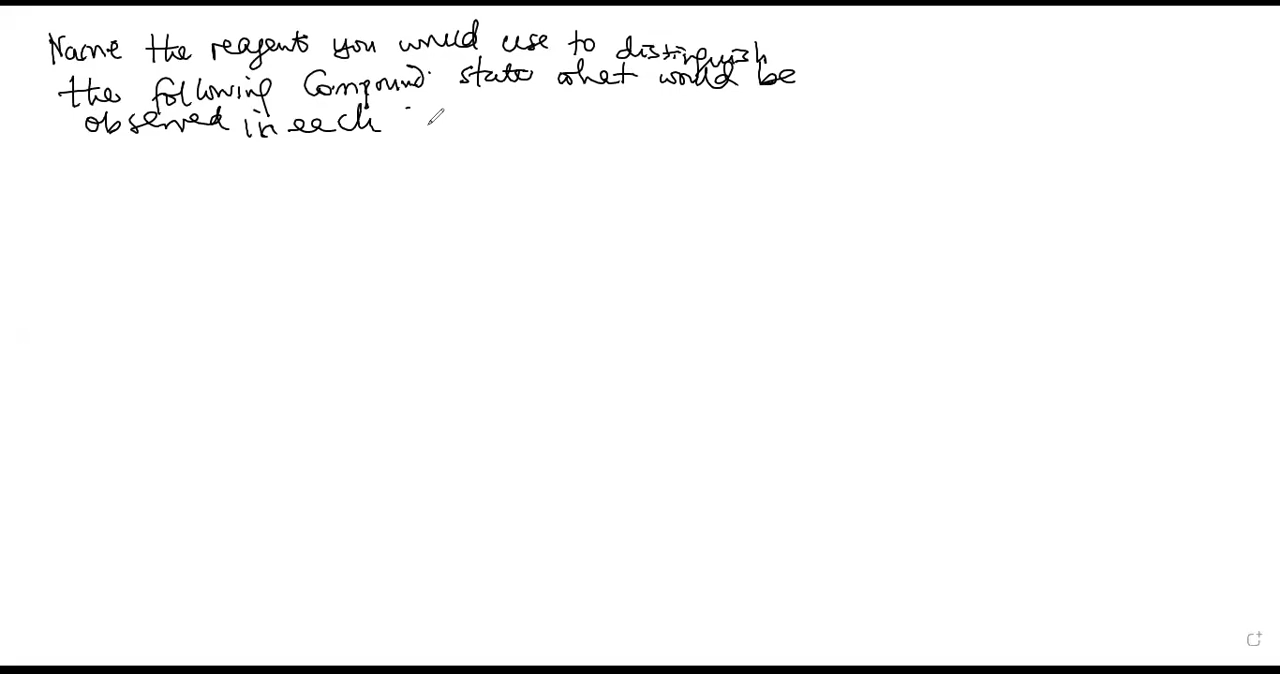 Name the reagents you would use to distinguish
the following Compound. state what would be
observed in each